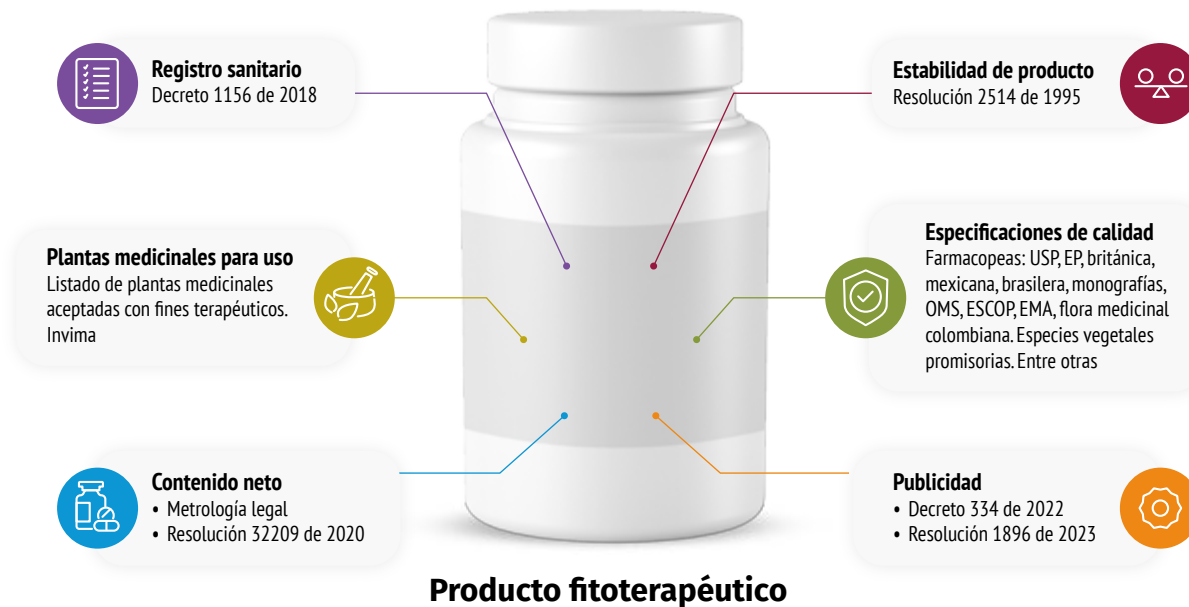 Registro sanitario
Decreto 1156 de 2018
Estabilidad de producto
Resolución 2514 de 1995
Plantas medicinales para uso
Listado de plantas medicinales
aceptadas con fines terapéuticos.
Invima
Especificaciones de calidad
Farmacopeas: USP, EP, británica,
mexicana, brasilera, monografías,
OMS, ESCOP, EMA, flora medicinal
colombiana. Especies vegetales
promisorias. Entre otras
Contenido neto
• Metrología legal
• Resolución 32209 de 2020
Publicidad
• Decreto 334 de 2022
• Resolución 1896 de 2023
Producto fitoterapéutico